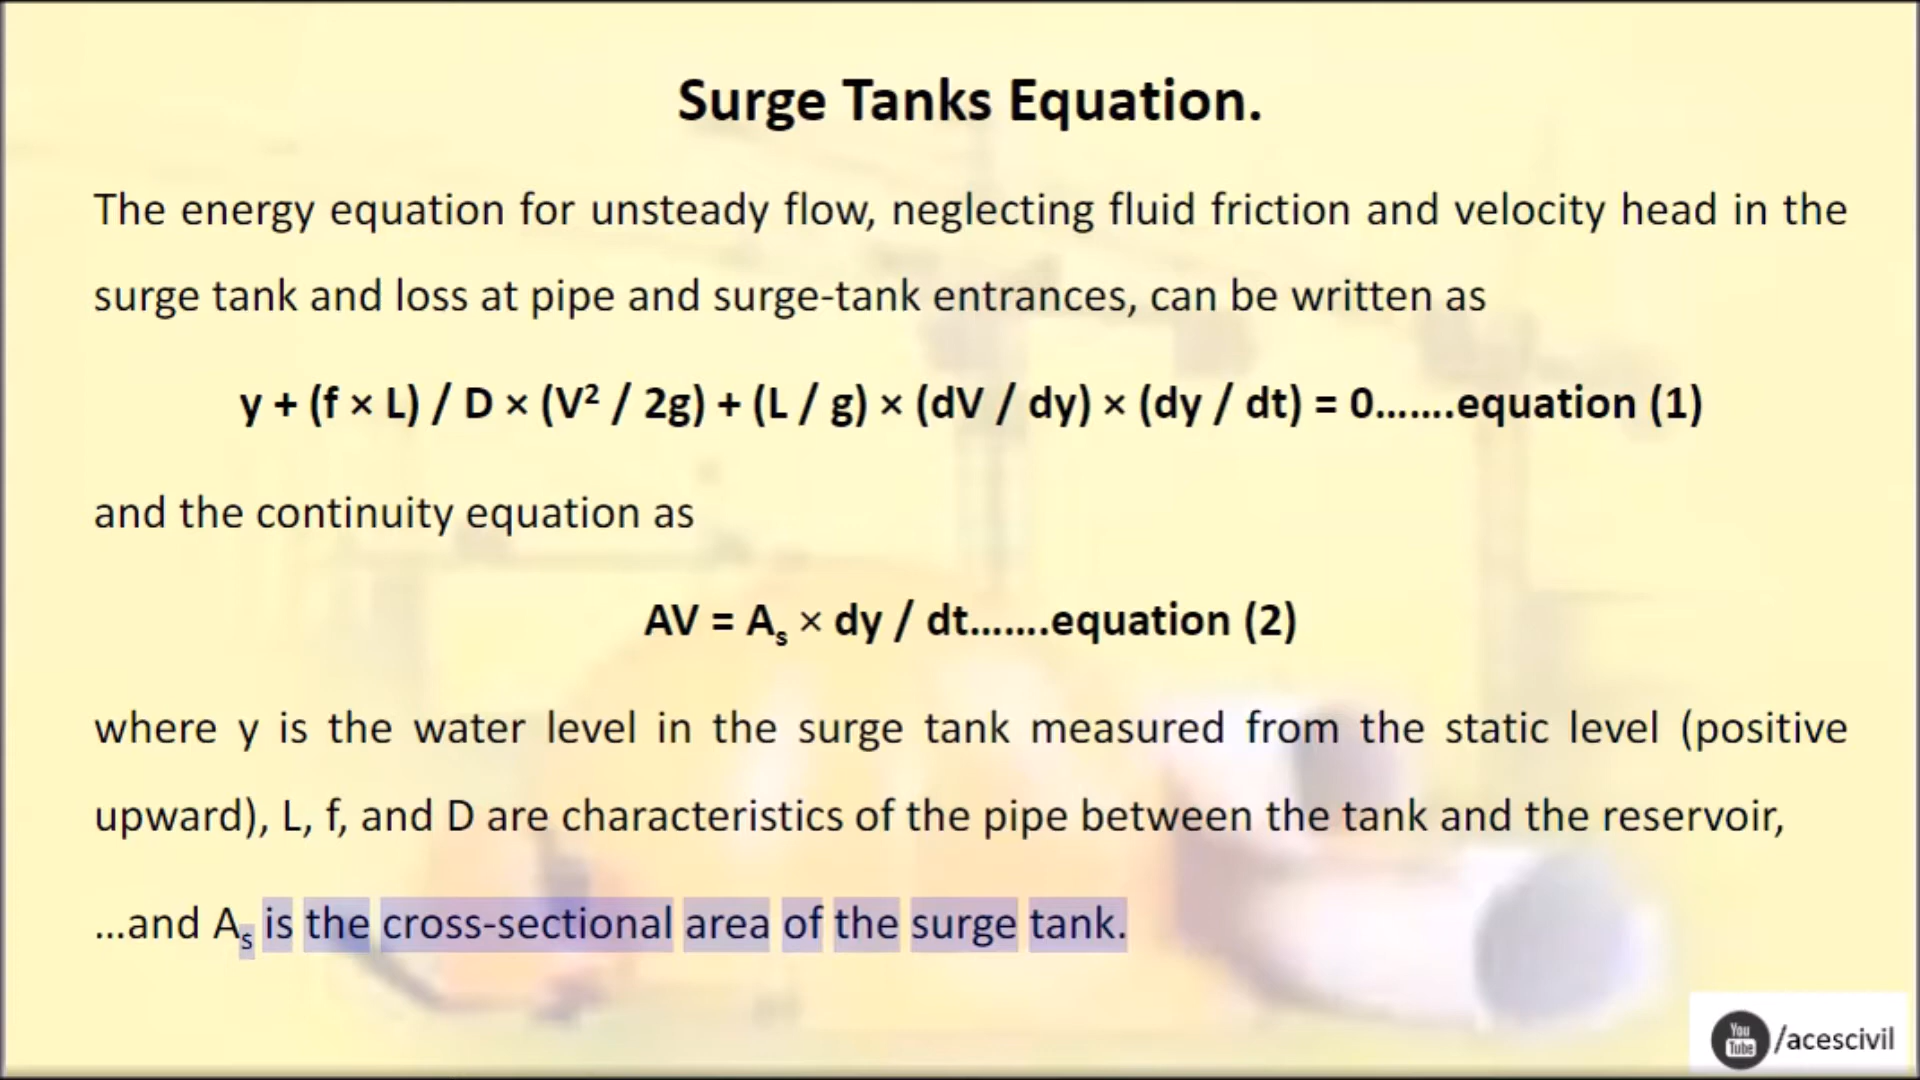 Surge Tanks Equation.
The energy equation for unsteady flow, neglecting fluid friction and velocity head in the
surge tank and loss at pipe and surge-tank entrances, can be written as
y + (f × L) / D × (V² / 2g) + (L / g) × (dV / dy) × (dy / dt) = 0…….equation (1)
and the continuity equation as
AV = Aₛ × dy / dt…….equation (2)
where y is the water level in the surge tank measured from the static level (positive
upward), L, f, and D are characteristics of the pipe between the tank and the reservoir,
…and Aₛ is the cross-sectional area of the surge tank.
You Tube /acescivil